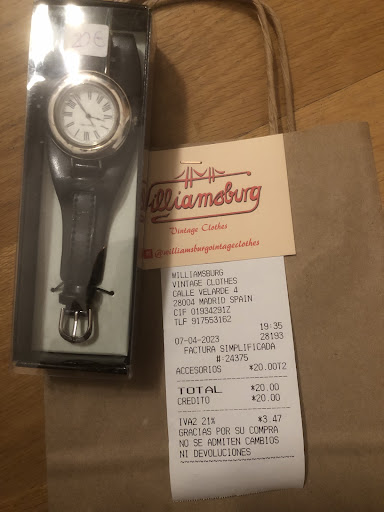 20€
Williamsburg
Vintage Clothes
@williamsburgvintageclothes
WILLIAMSBURG
VINTAGE CLOTHES
CALLE VELARDE 4
28004 MADRID SPAIN
CIF 01934291Z
TLF 917553162
19:35
07-04-2023 28193
FACTURA SIMPLIFICADA
#-24375
ACCESORIOS *20.00T2
TOTAL *20.00
CREDITO *20.00
IVA2 21% *3.47
GRACIAS POR SU COMPRA
NO SE ADMITEN CAMBIOS
NI DEVOLUCIONES